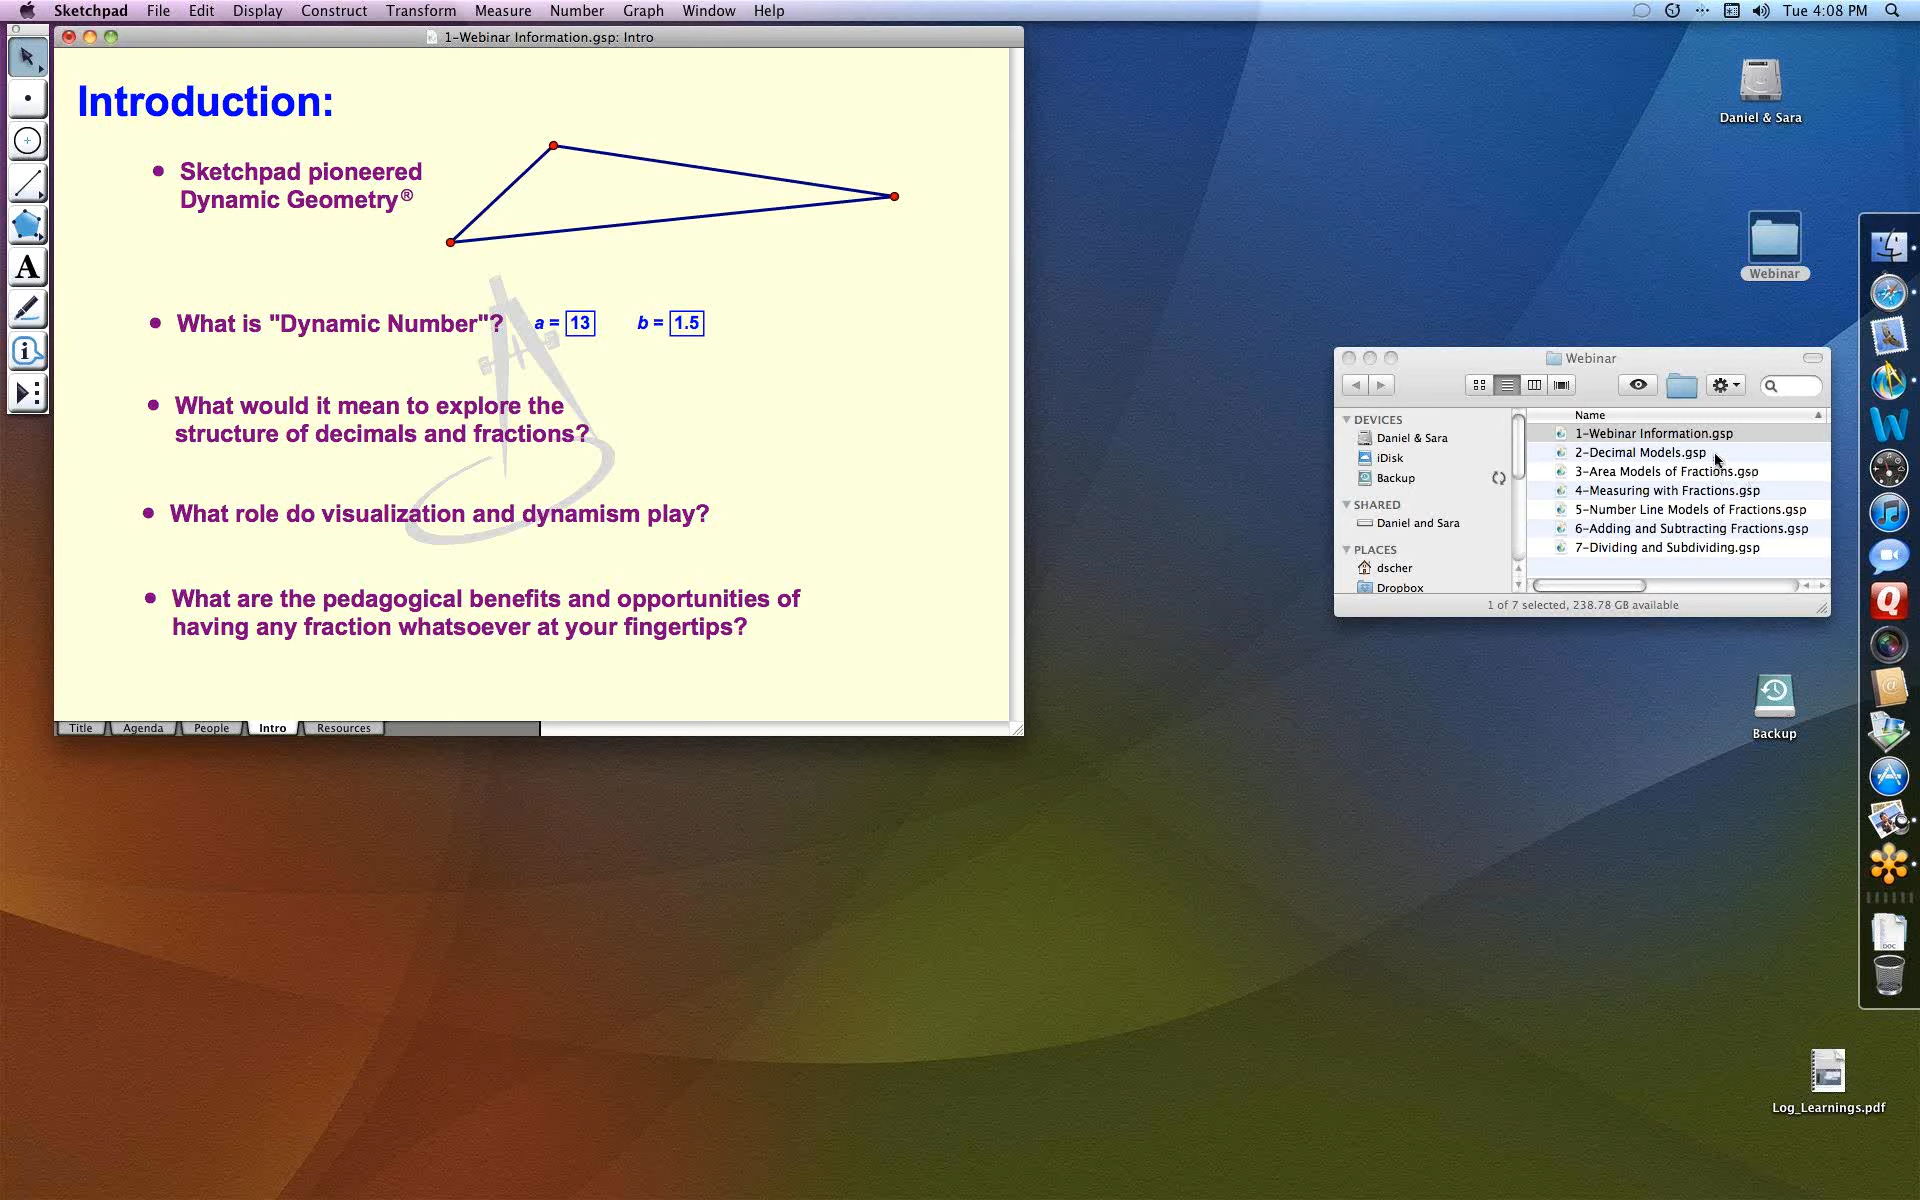 Sketchpad File Edit Display Construct Transform Measure Number Graph Window Help Tue 4:08 PM
1-Webinar Information.gsp: Intro
Introduction:
• Sketchpad pioneered
Dynamic Geometry®
• What is "Dynamic Number"? a = 13 b = 1.5
• What would it mean to explore the
structure of decimals and fractions?
• What role do visualization and dynamism play?
• What are the pedagogical benefits and opportunities of
having any fraction whatsoever at your fingertips?
Title Agenda People Intro Resources
A
Daniel & Sara
Webinar
Webinar
Name
DEVICES
Daniel & Sara
iDisk
Backup
SHARED
Daniel and Sara
PLACES
dscher
Dropbox
1-Webinar Information.gsp
2-Decimal Models.gsp
3-Area Models of Fractions.gsp
4-Measuring with Fractions.gsp
5-Number Line Models of Fractions.gsp
6-Adding and Subtracting Fractions.gsp
7-Dividing and Subdividing.gsp
1 of 7 selected, 238.78 GB available
Backup
DOC
Log_Learnings.pdf